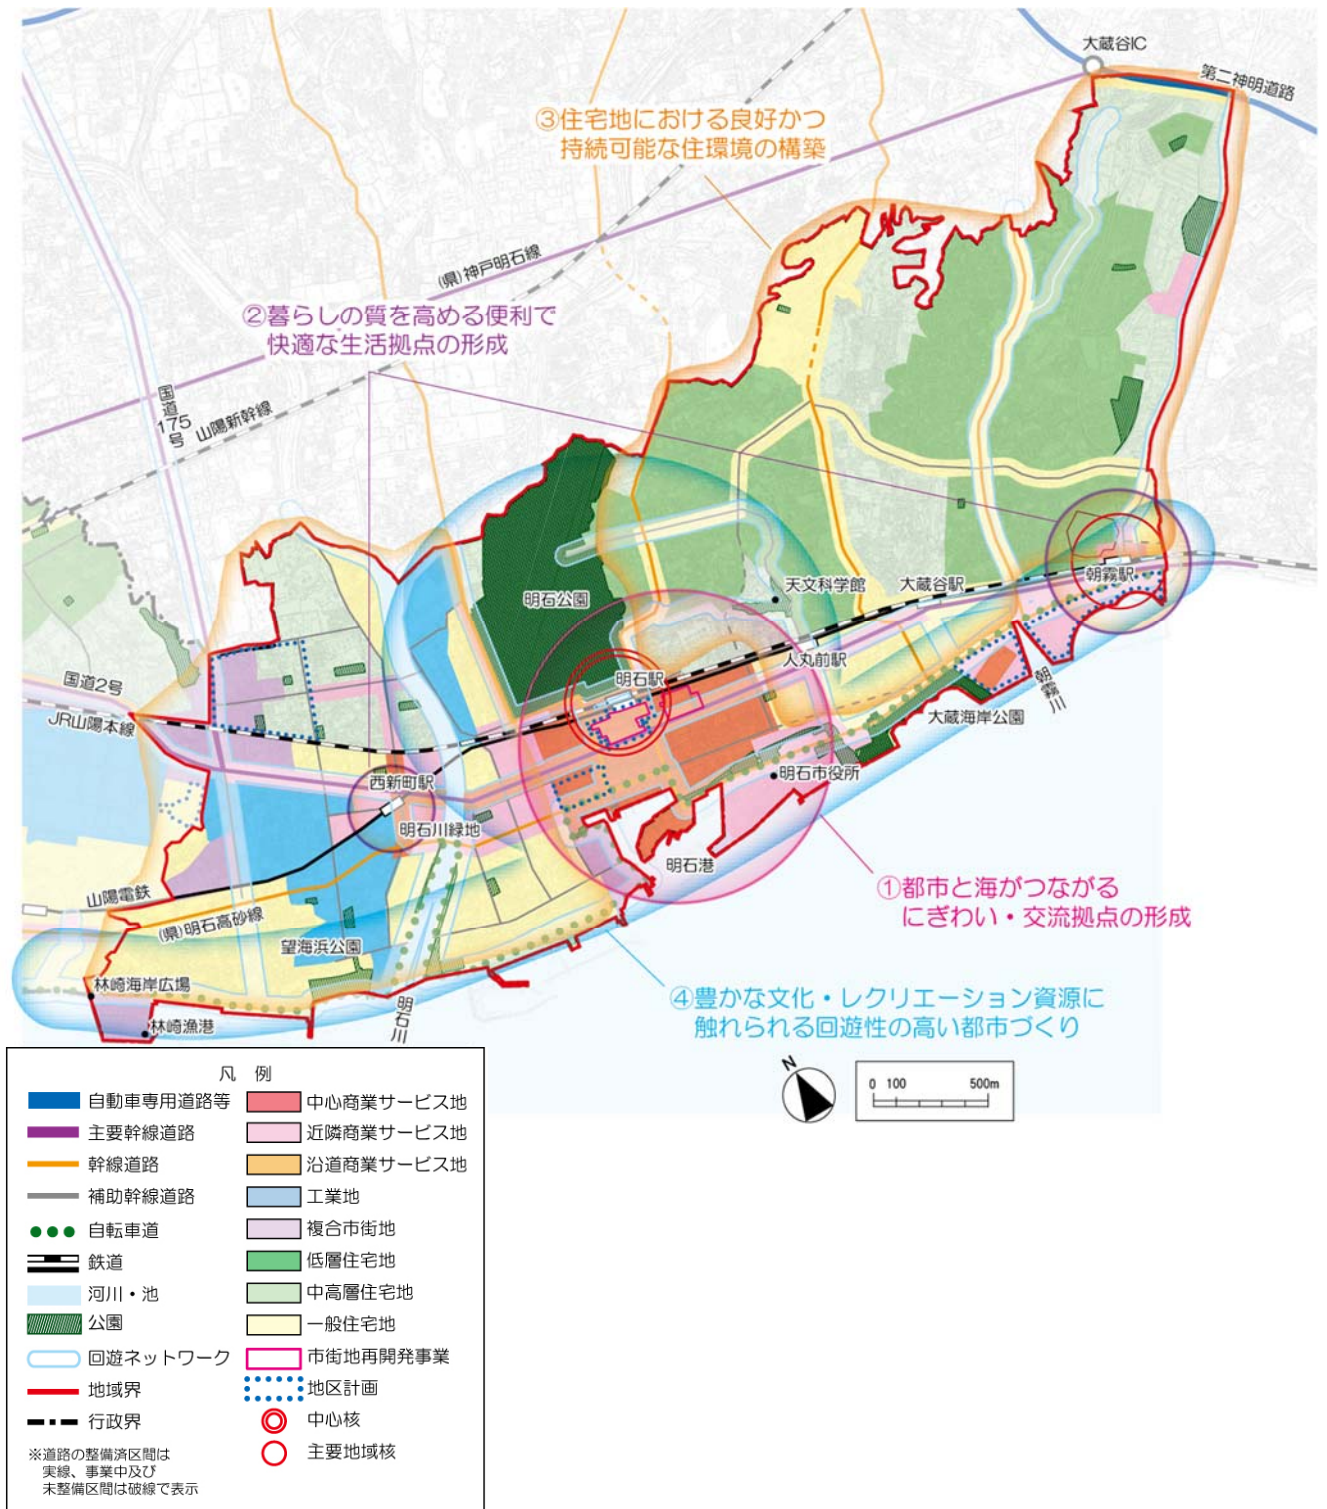 大蔵谷IC
第二神明道路
③住宅地における良好かつ
持続可能な住環境の構築
(県)神戸明石線
②暮らしの質を高める便利で
快適な生活拠点の形成
国道175号
山陽新幹線
明石公園
天文科学館
大蔵谷駅
朝霧駅
人丸前駅
明石駅
国道2号
JR山陽本線
朝霧川
大蔵海岸公園
西新町駅
明石市役所
明石川緑地
明石港
①都市と海がつながる
にぎわい・交流拠点の形成
山陽電鉄
(県)明石高砂線
望海浜公園
林崎海岸広場
明石川
林崎漁港
④豊かな文化・レクリエーション資源に
触れられる回遊性の高い都市づくり
N
0 100 500m
凡 例
自動車専用道路等
主要幹線道路
幹線道路
補助幹線道路
自転車道
鉄道
河川・池
公園
回遊ネットワーク
地域界
行政界
※道路の整備済区間は
実線、事業中及び
未整備区間は破線で表示
中心商業サービス地
近隣商業サービス地
沿道商業サービス地
工業地
複合市街地
低層住宅地
中高層住宅地
一般住宅地
市街地再開発事業
地区計画
中心核
主要地域核